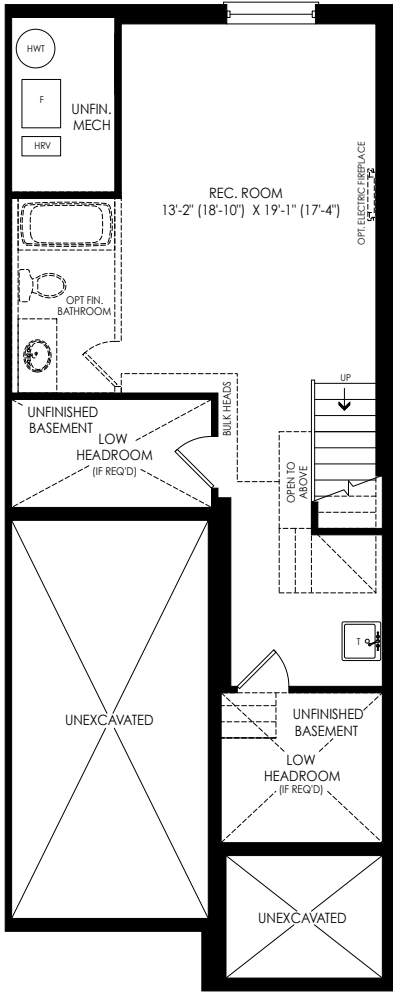 HWT
F
HRV
UNFIN.
MECH
REC. ROOM
13'-2" (18'-10") X 19'-1" (17'-4")
OPT. ELECTRIC FIREPLACE
OPT FIN.
BATHROOM
UP
BULK HEADS
UNFINISHED
BASEMENT
LOW
HEADROOM
(IF REQ'D)
OPEN TO
ABOVE
T
UNEXCAVATED
UNFINISHED
BASEMENT
LOW
HEADROOM
(IF REQ'D)
UNEXCAVATED